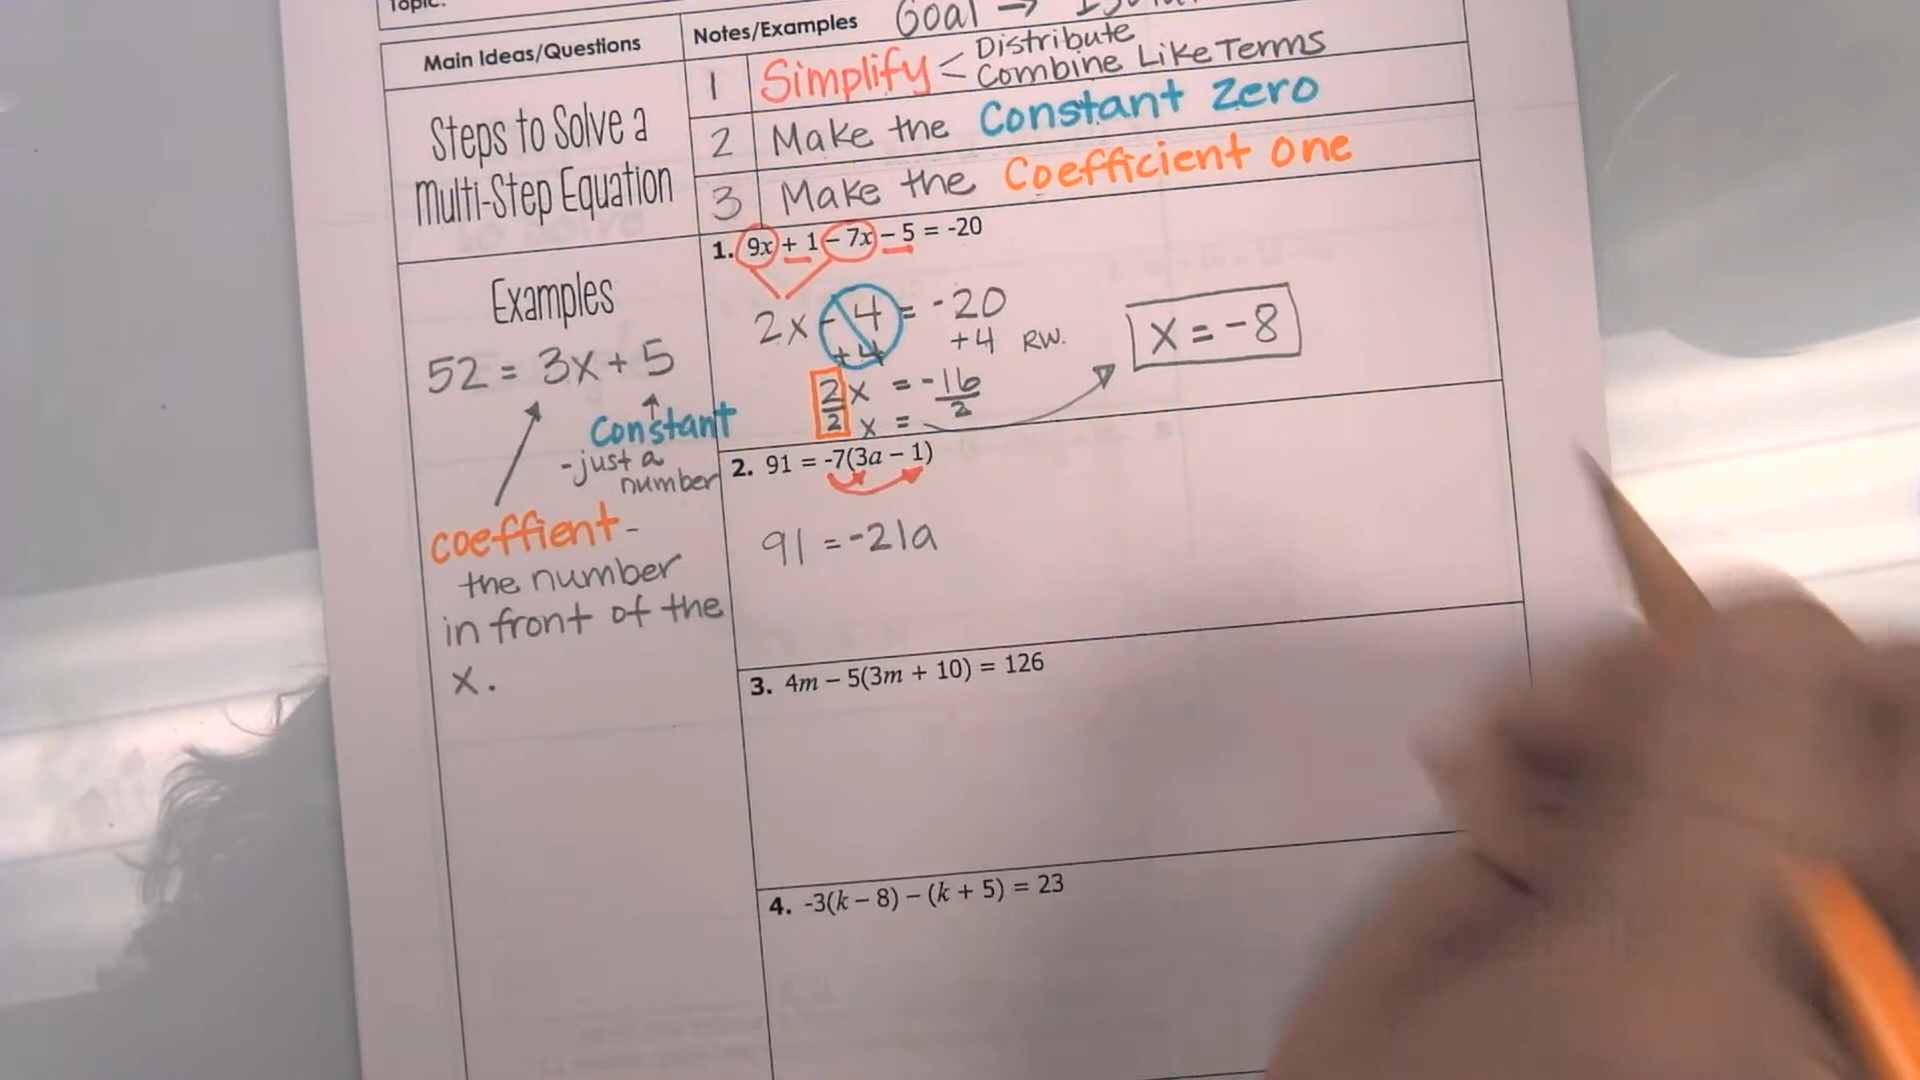 Topic:
Main Ideas/Questions
Notes/Examples Goal →
Steps to Solve a
Multi-Step Equation
1 Simplify < Distribute
Combine Like Terms
2 Make the Constant Zero
3 Make the Coefficient one
Examples
52 = 3x + 5
Constant
- just a
number
coeffient -
the number
in front of the
x.
1. 9x + 1 – 7x – 5 = -20
2x - 4 = -20
+4 +4 RW.
2x = -16
2 2
x =
x = -8
2. 91 = -7(3a – 1)
91 = -21a
3. 4m – 5(3m + 10) = 126
4. -3(k – 8) – (k + 5) = 23